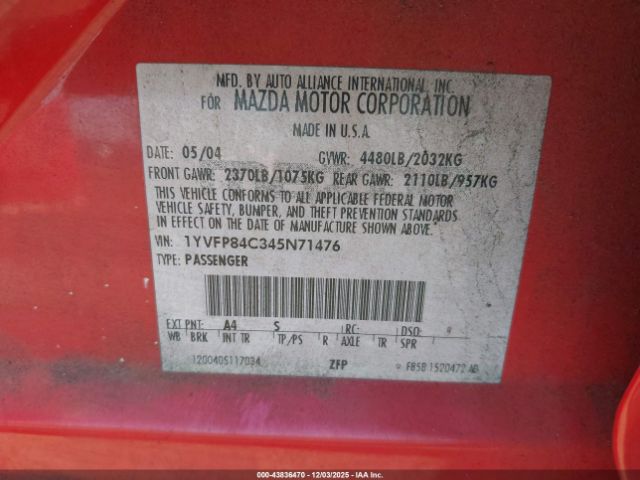 MFD. BY AUTO ALLIANCE INTERNATIONAL, INC.
FOR MAZDA MOTOR CORPORATION
MADE IN U.S.A.
DATE: 05/04 GVWR: 4480LB/2032KG
FRONT GAWR: 2370LB/1075KG REAR GAWR: 2110LB/957KG
THIS VEHICLE CONFORMS TO ALL APPLICABLE FEDERAL MOTOR
VEHICLE SAFETY, BUMPER, AND THEFT PREVENTION STANDARDS
IN EFFECT ON THE DATE OF MANUFACTURE SHOWN ABOVE.
VIN: 1YVFP84C345N71476
TYPE: PASSENGER
EXT PNT: A4 S RC: DSO:
WB BRK INT TR TP/PS R AXLE TR SPR
1200405117034 ZFP F85B 1520472 AB
000-43836470 - 12/03/2025 - IAA Inc.